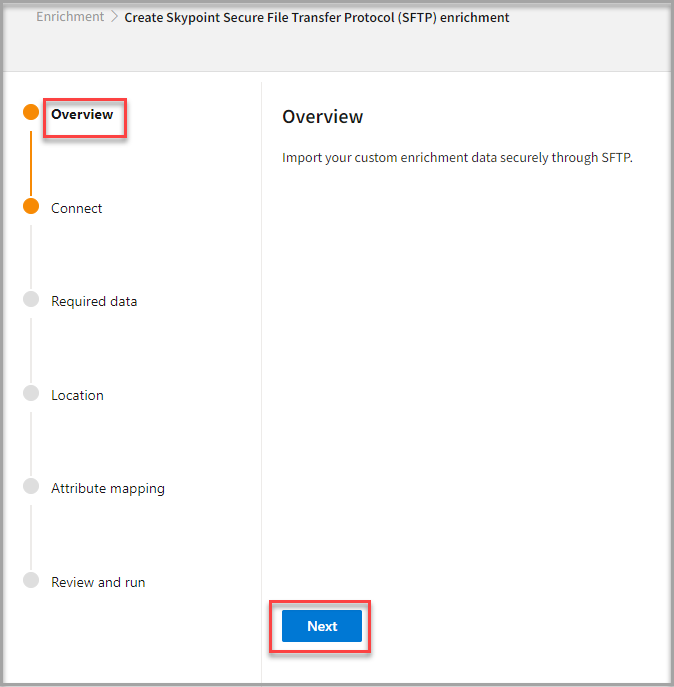 Enrichment > Create Skypoint Secure File Transfer Protocol (SFTP) enrichment
Overview
Connect
Required data
Location
Attribute mapping
Review and run
Overview
Import your custom enrichment data securely through SFTP.
Next